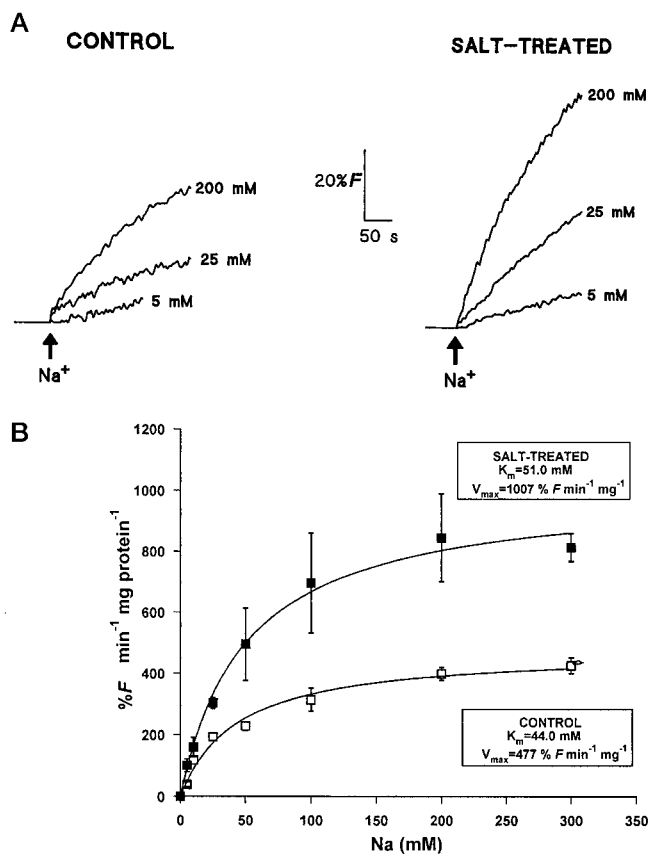 A
CONTROL
SALT-TREATED
200 mM
25 mM
5 mM
Na+
20%F
50 s
200 mM
25 mM
5 mM
Na+
B
%F min-1 mg protein-1
1200
1000
800
600
400
200
0
SALT-TREATED
Km=51.0 mM
Vmax=1007 % F min-1 mg-1
CONTROL
Km=44.0 mM
Vmax=477 % F min-1 mg-1
0 50 100 150 200 250 300 350
Na (mM)